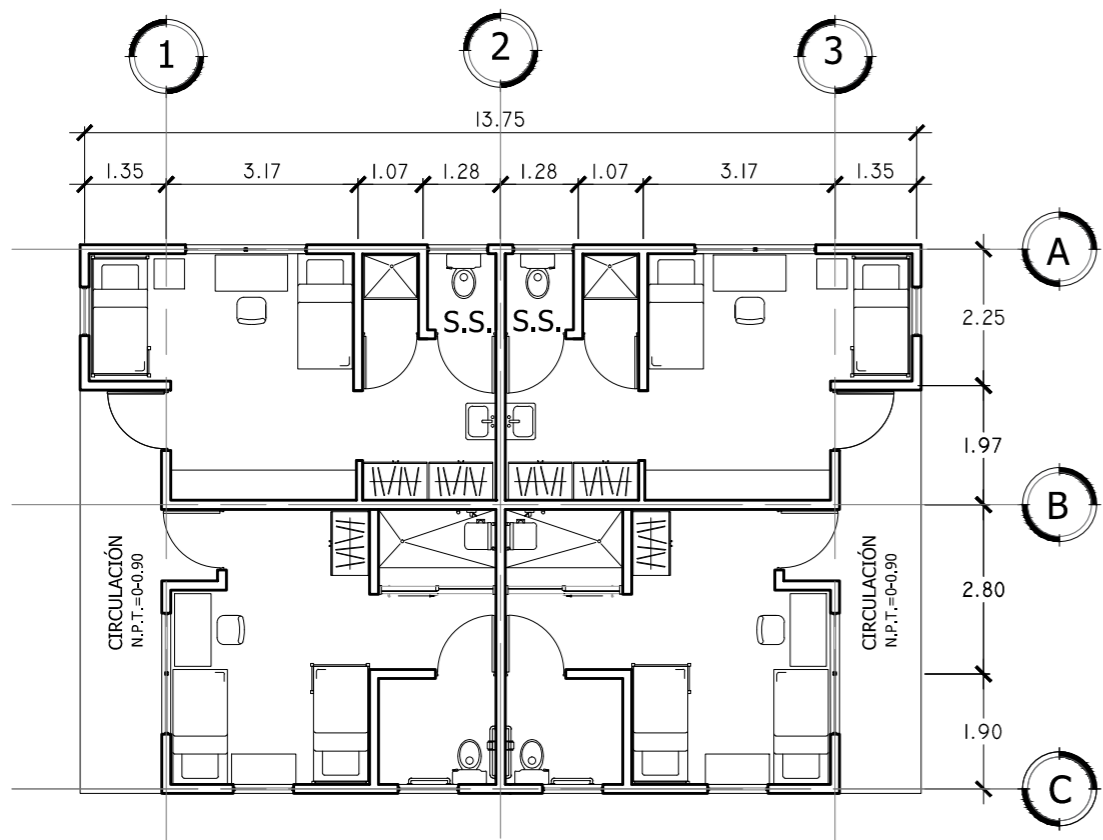 1
2
3
13.75
1.35
3.17
1.07
1.28
1.28
1.07
3.17
1.35
A
2.25
S.S.
S.S.
1.97
B
CIRCULACIÓN
N.P.T.=0-0.90
CIRCULACIÓN
N.P.T.=0-0.90
2.80
1.90
C